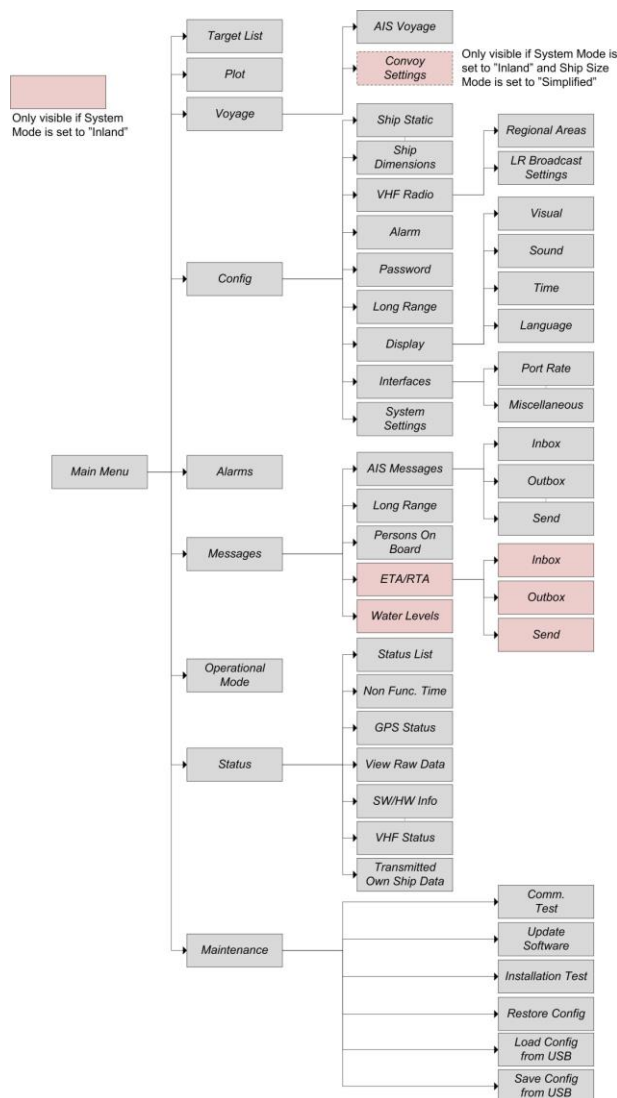 Only visible if System
Mode is set to "Inland"
Main Menu
Target List
Plot
Voyage
AIS Voyage
Convoy
Settings
Only visible if System Mode is
set to "Inland" and Ship Size
Mode is set to "Simplified"
Config
Ship Static
Ship
Dimensions
VHF Radio
Regional Areas
LR Broadcast
Settings
Alarm
Password
Long Range
Display
Visual
Sound
Time
Language
Interfaces
Port Rate
Miscellaneous
System
Settings
Alarms
Messages
AIS Messages
Inbox
Outbox
Send
Long Range
Persons On
Board
ETA/RTA
Inbox
Outbox
Send
Water Levels
Operational
Mode
Status
Status List
Non Func. Time
GPS Status
View Raw Data
SW/HW Info
VHF Status
Transmitted
Own Ship Data
Maintenance
Comm.
Test
Update
Software
Installation Test
Restore Config
Load Config
from USB
Save Config
from USB